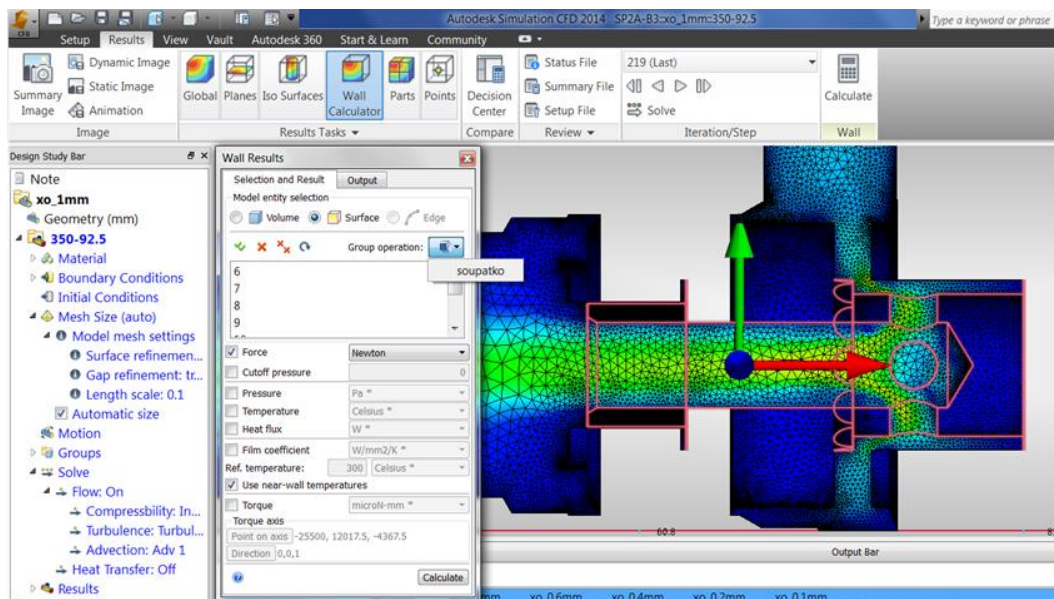 Autodesk Simulation CFD 2014 SP2A-B3::xo_1mm::350-92.5
Type a keyword or phrase
CFD
Setup Results View Vault Autodesk 360 Start & Learn Community
Summary Image
Dynamic Image
Static Image
Animation
Image
Global
Planes
Iso Surfaces
Wall Calculator
Parts
Points
Results Tasks
Decision Center
Compare
Status File
Summary File
Setup File
Review
219 (Last)
Solve
Iteration/Step
Calculate
Wall
Design Study Bar
Note
xo_1mm
Geometry (mm)
350-92.5
Material
Boundary Conditions
Initial Conditions
Mesh Size (auto)
Model mesh settings
Surface refinemen...
Gap refinement: tr...
Length scale: 0.1
Automatic size
Motion
Groups
Solve
Flow: On
Compressbility: In...
Turbulence: Turbul...
Advection: Adv 1
Heat Transfer: Off
Results
Wall Results
Selection and Result Output
Model entity selection
Volume Surface Edge
Group operation:
soupatko
6
7
8
9
Force Newton
Cutoff pressure 0
Pressure Pa *
Temperature Celsius *
Heat flux W *
Film coefficient W/mm2/K *
Ref. temperature: 300 Celsius *
Use near-wall temperatures
Torque microN-mm *
Torque axis
Point on axis -25500, 12017.5, -4367.5
Direction 0,0,1
Calculate
60.8
Output Bar
xo_0.6mm xo_0.4mm xo_0.2mm xo_0.1mm